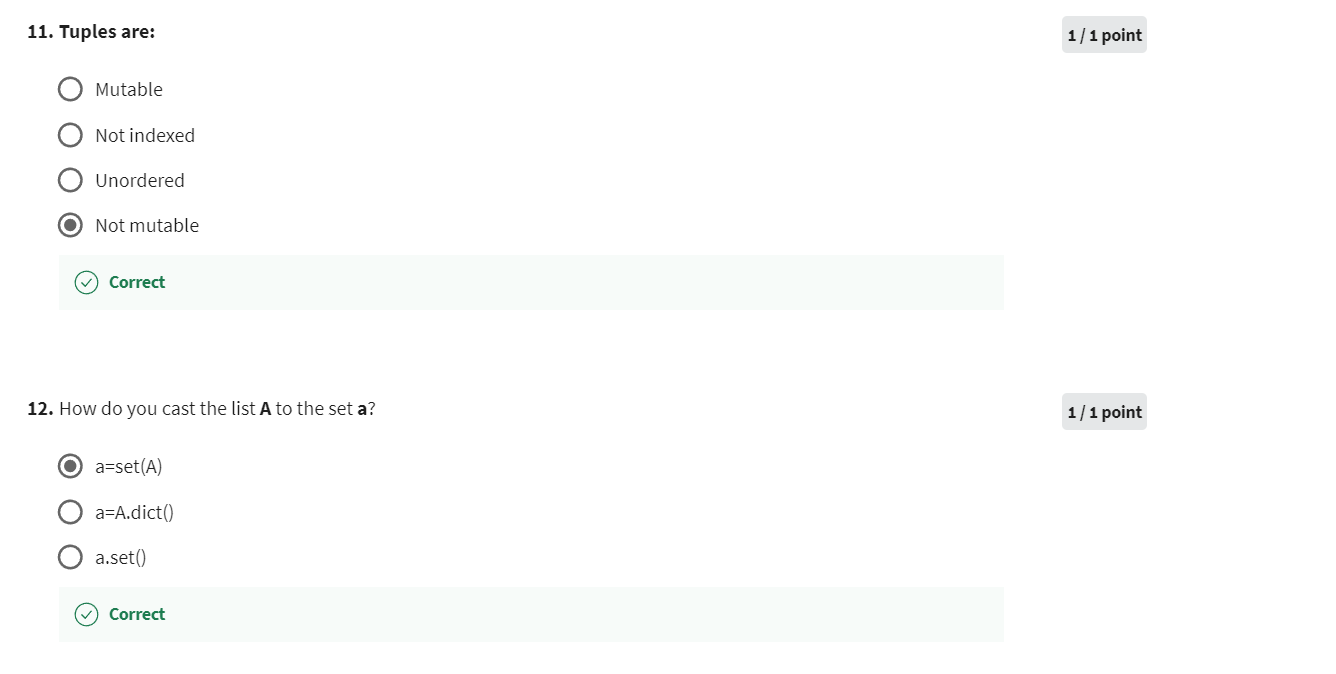 11. Tuples are:
1 / 1 point
Mutable
Not indexed
Unordered
Not mutable
Correct
12. How do you cast the list A to the set a?
1 / 1 point
a=set(A)
a=A.dict()
a.set()
Correct